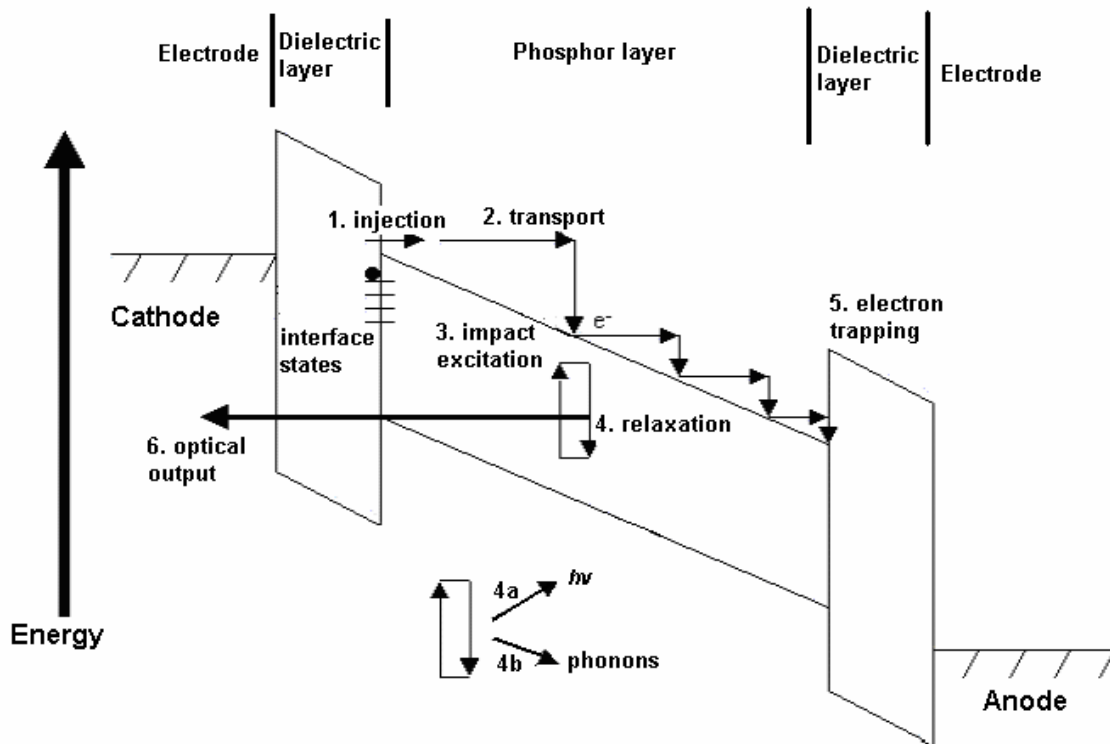 Electrode
Dielectric
layer
Phosphor layer
Dielectric
layer
Electrode
1. injection
2. transport
Cathode
interface
states
3. impact
excitation
e-
5. electron
trapping
4. relaxation
6. optical
output
4a
hv
4b
phonons
Energy
Anode